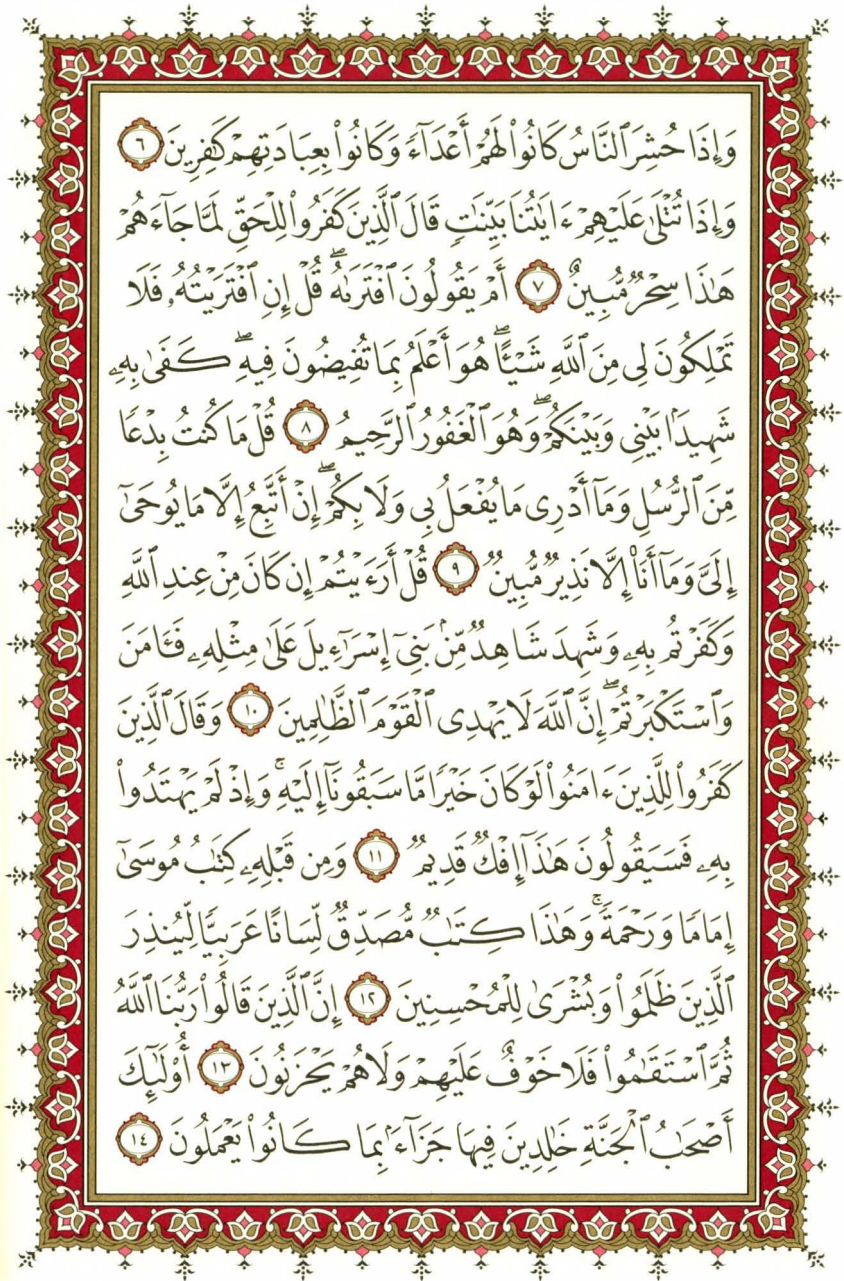 وَإِذَا حُشِرَ ٱلنَّاسُ كَانُوا۟ لَهُمْ أَعْدَآءً وَكَانُوا۟ بِعِبَادَتِهِمْ كَٰفِرِينَ ٦
وَإِذَا تُتْلَىٰ عَلَيْهِمْ ءَايَٰتُنَا بَيِّنَٰتٍ قَالَ ٱلَّذِينَ كَفَرُوا۟ لِلْحَقِّ لَمَّا جَآءَهُمْ
هَٰذَا سِحْرٌ مُّبِينٌ ٧ أَمْ يَقُولُونَ ٱفْتَرَىٰهُ ۖ قُلْ إِنِ ٱفْتَرَيْتُهُۥ فَلَا
تَمْلِكُونَ لِى مِنَ ٱللَّهِ شَيْـًٔا ۖ هُوَ أَعْلَمُ بِمَا تُفِيضُونَ فِيهِ ۖ كَفَىٰ بِهِۦ
شَهِيدًۢا بَيْنِى وَبَيْنَكُمْ ۖ وَهُوَ ٱلْغَفُورُ ٱلرَّحِيمُ ٨ قُلْ مَا كُنتُ بِدْعًا
مِّنَ ٱلرُّسُلِ وَمَآ أَدْرِى مَا يُفْعَلُ بِى وَلَا بِكُمْ ۖ إِنْ أَتَّبِعُ إِلَّا مَا يُوحَىٰٓ
إِلَىَّ وَمَآ أَنَا۠ إِلَّا نَذِيرٌ مُّبِينٌ ٩ قُلْ أَرَءَيْتُمْ إِن كَانَ مِنْ عِندِ ٱللَّهِ
وَكَفَرْتُم بِهِۦ وَشَهِدَ شَاهِدٌ مِّنۢ بَنِىٓ إِسْرَٰٓءِيلَ عَلَىٰ مِثْلِهِۦ فَـَٔامَنَ
وَٱسْتَكْبَرْتُمْ ۖ إِنَّ ٱللَّهَ لَا يَهْدِى ٱلْقَوْمَ ٱلظَّٰلِمِينَ ١٠ وَقَالَ ٱلَّذِينَ
كَفَرُوا۟ لِلَّذِينَ ءَامَنُوا۟ لَوْ كَانَ خَيْرًا مَّا سَبَقُونَآ إِلَيْهِ ۚ وَإِذْ لَمْ يَهْتَدُوا۟
بِهِۦ فَسَيَقُولُونَ هَٰذَآ إِفْكٌ قَدِيمٌ ١١ وَمِن قَبْلِهِۦ كِتَٰبُ مُوسَىٰٓ
إِمَامًا وَرَحْمَةً ۚ وَهَٰذَا كِتَٰبٌ مُّصَدِّقٌ لِّسَانًا عَرَبِيًّا لِّيُنذِرَ
ٱلَّذِينَ ظَلَمُوا۟ وَبُشْرَىٰ لِلْمُحْسِنِينَ ١٢ إِنَّ ٱلَّذِينَ قَالُوا۟ رَبُّنَا ٱللَّهُ
ثُمَّ ٱسْتَقَٰمُوا۟ فَلَا خَوْفٌ عَلَيْهِمْ وَلَا هُمْ يَحْزَنُونَ ١٣ أُو۟لَٰٓئِكَ
أَصْحَٰبُ ٱلْجَنَّةِ خَٰلِدِينَ فِيهَا جَزَآءًۢ بِمَا كَانُوا۟ يَعْمَلُونَ ١٤